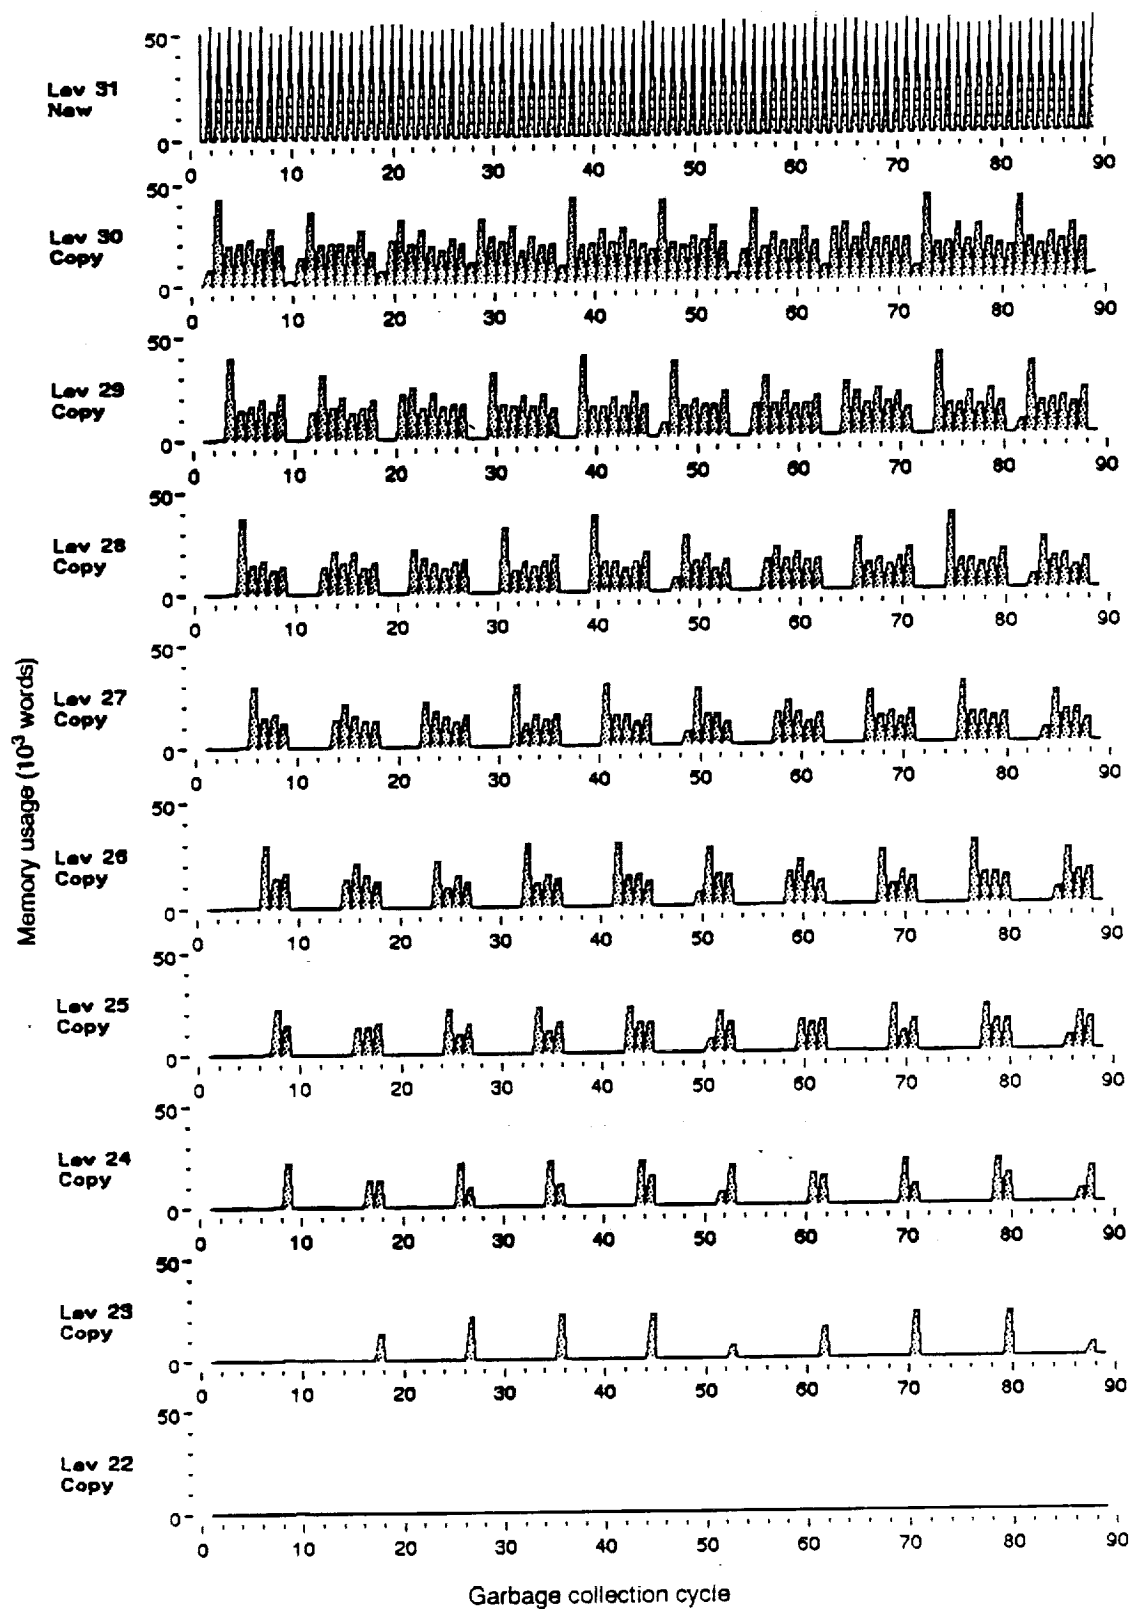 50
Lev 31
New
0
0 10 20 30 40 50 60 70 80 90
50
Lev 30
Copy
0
0 10 20 30 40 50 60 70 80 90
50
Lev 29
Copy
0
0 10 20 30 40 50 60 70 80 90
50
Lev 28
Copy
0
0 10 20 30 40 50 60 70 80 90
50
Lev 27
Copy
0
0 10 20 30 40 50 60 70 80 90
Memory usage (10³ words)
50
Lev 26
Copy
0
0 10 20 30 40 50 60 70 80 90
50
Lev 25
Copy
0
0 10 20 30 40 50 60 70 80 90
50
Lev 24
Copy
0
0 10 20 30 40 50 60 70 80 90
50
Lev 23
Copy
0
0 10 20 30 40 50 60 70 80 90
50
Lev 22
Copy
0
0 10 20 30 40 50 60 70 80 90
Garbage collection cycle